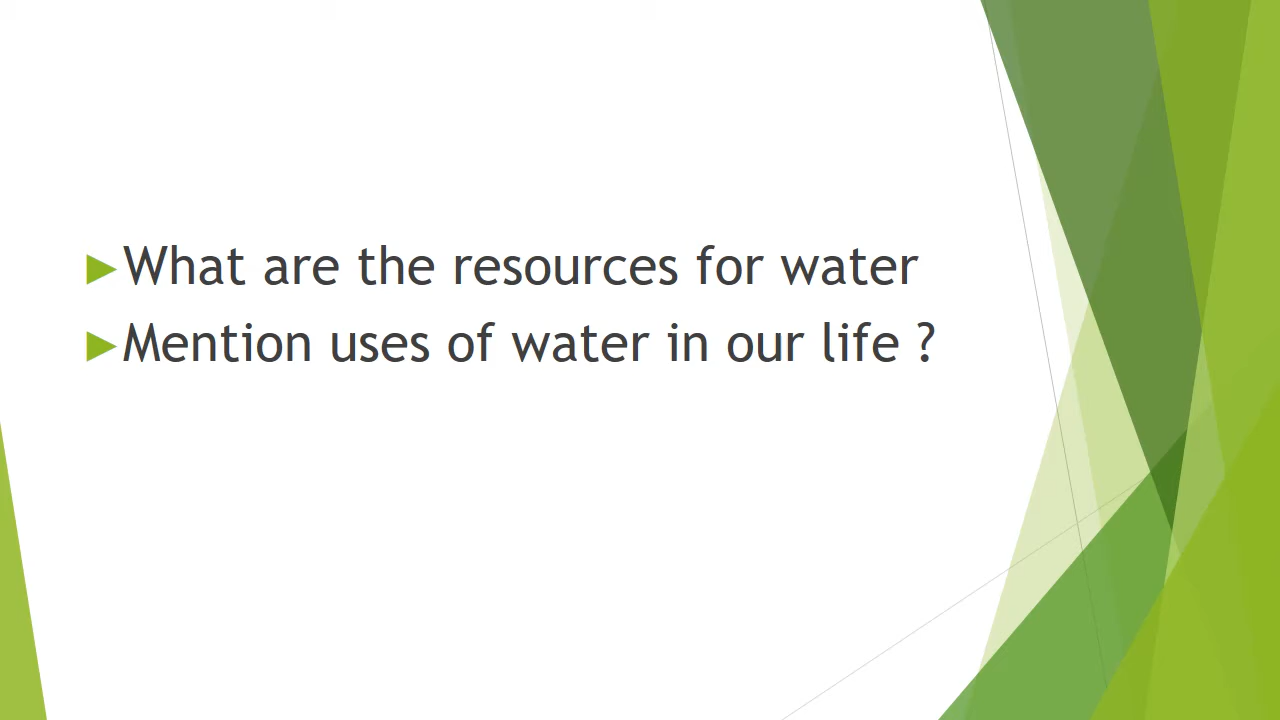 What are the resources for water
Mention uses of water in our life ?